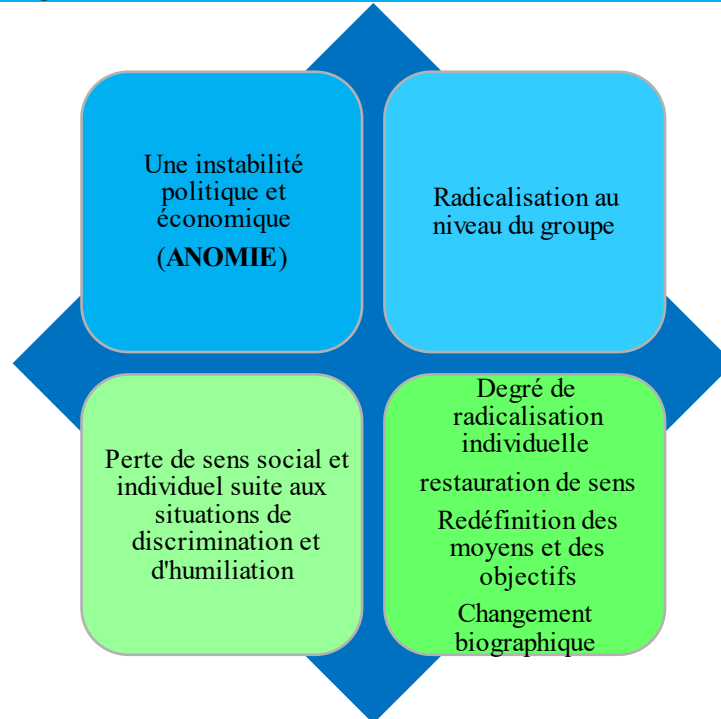 Une instabilité
politique et
économique
(ANOMIE)
Radicalisation au
niveau du groupe
Perte de sens social et
individuel suite aux
situations de
discrimination et
d'humiliation
Degré de
radicalisation
individuelle
restauration de sens
Redéfinition des
moyens et des
objectifs
Changement
biographique